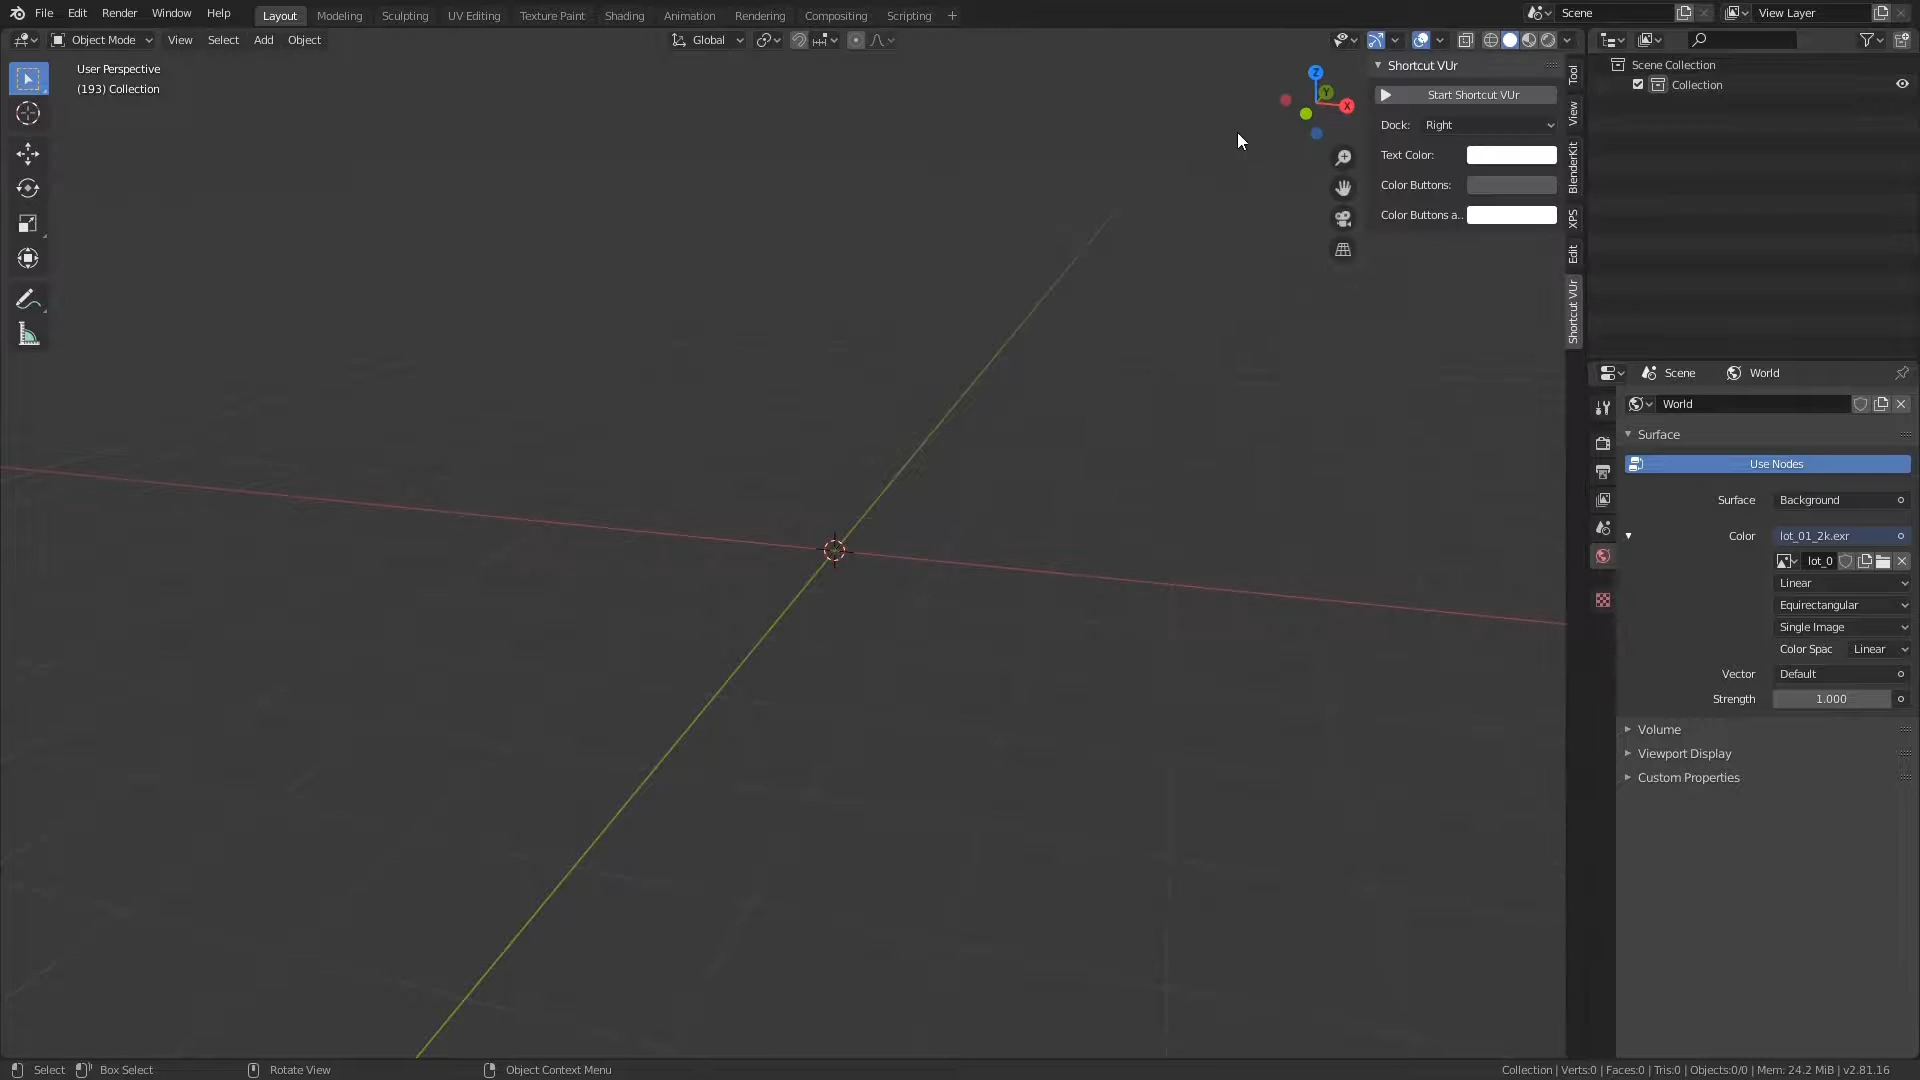 File Edit Render Window Help Layout Modeling Sculpting UV Editing Texture Paint Shading Animation Rendering Compositing Scripting + Scene View Layer
Object Mode View Select Add Object Global
User Perspective
(193) Collection
Z
Y
X
Shortcut VUr
Start Shortcut VUr
Dock: Right
Text Color:
Color Buttons:
Color Buttons a..
Tool
View
BlenderKit
XPS
Edit
Shortcut VUr
Scene Collection
Collection
Scene World
World
Surface
Use Nodes
Surface Background
Color lot_01_2k.exr
lot_0
Linear
Equirectangular
Single Image
Color Spac Linear
Vector Default
Strength 1.000
Volume
Viewport Display
Custom Properties
Select Box Select Rotate View Object Context Menu Collection | Verts:0 | Faces:0 | Tris:0 | Objects:0/0 | Mem: 24.2 MiB | v2.81.16